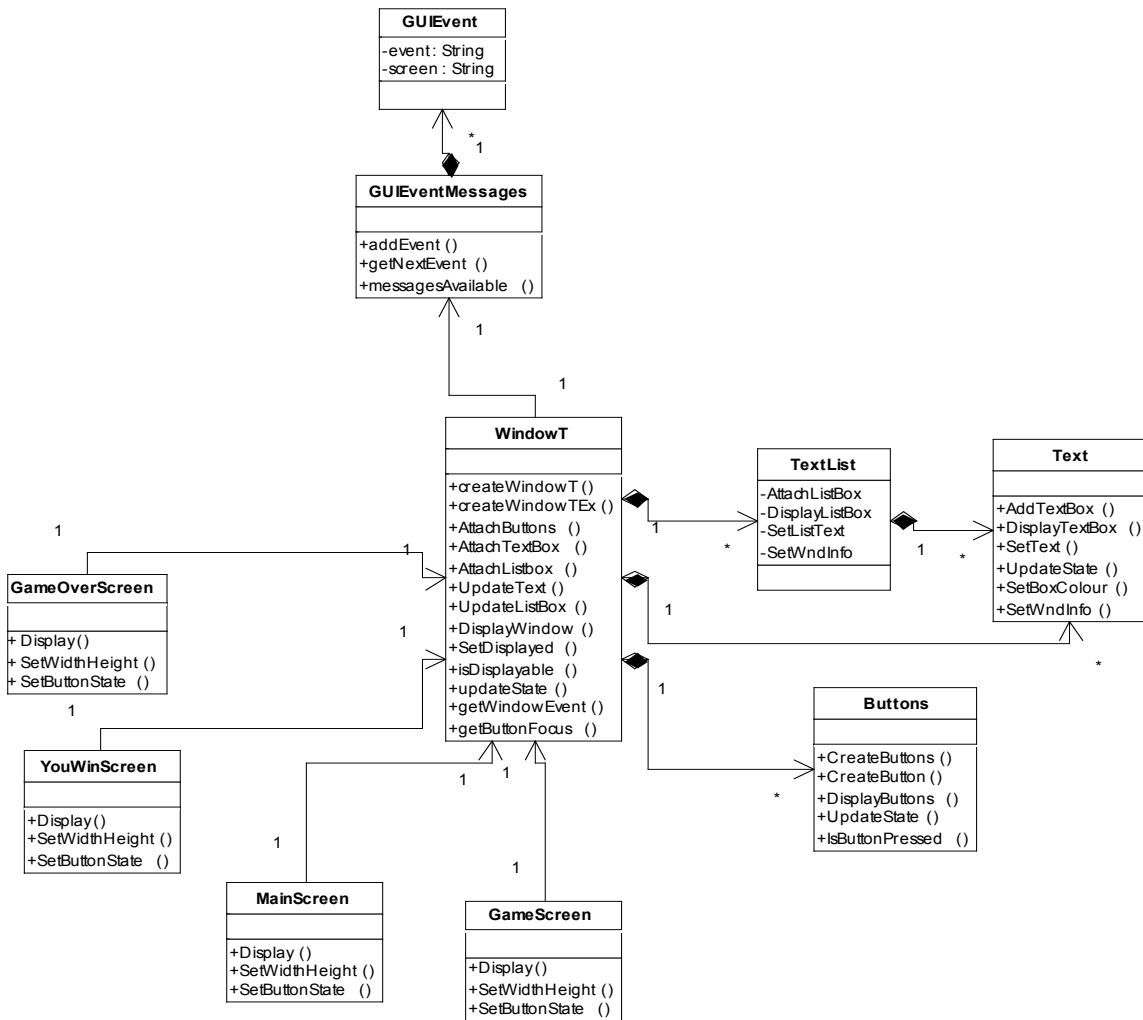 GUIEvent
-event : String
-screen : String
*
1
GUIEventMessages
+addEvent ()
+getNextEvent ()
+messagesAvailable ()
1
1
WindowT
+createWindowT ()
+createWindowTEx ()
+AttachButtons ()
+AttachTextBox ()
+AttachListbox ()
+UpdateText ()
+UpdateListBox ()
+DisplayWindow ()
+SetDisplayed ()
+isDisplayable ()
+updateState ()
+getWindowEvent ()
+getButtonFocus ()
1
*
TextList
-AttachListBox
-DisplayListBox
-SetListText
-SetWndInfo
1
*
Text
+AddTextBox ()
+DisplayTextBox ()
+SetText ()
+UpdateState ()
+SetBoxColour ()
+SetWndInfo ()
1
*
1
*
Buttons
+CreateButtons ()
+CreateButton ()
+DisplayButtons ()
+UpdateState ()
+IsButtonPressed ()
1
1
GameOverScreen
+ Display ()
+ SetWidthHeight ()
+ SetButtonState ()
1
1
YouWinScreen
+Display ()
+SetWidthHeight ()
+SetButtonState ()
1
1
1
MainScreen
+Display ()
+SetWidthHeight ()
+SetButtonState ()
1
GameScreen
+Display ()
+SetWidthHeight ()
+SetButtonState ()